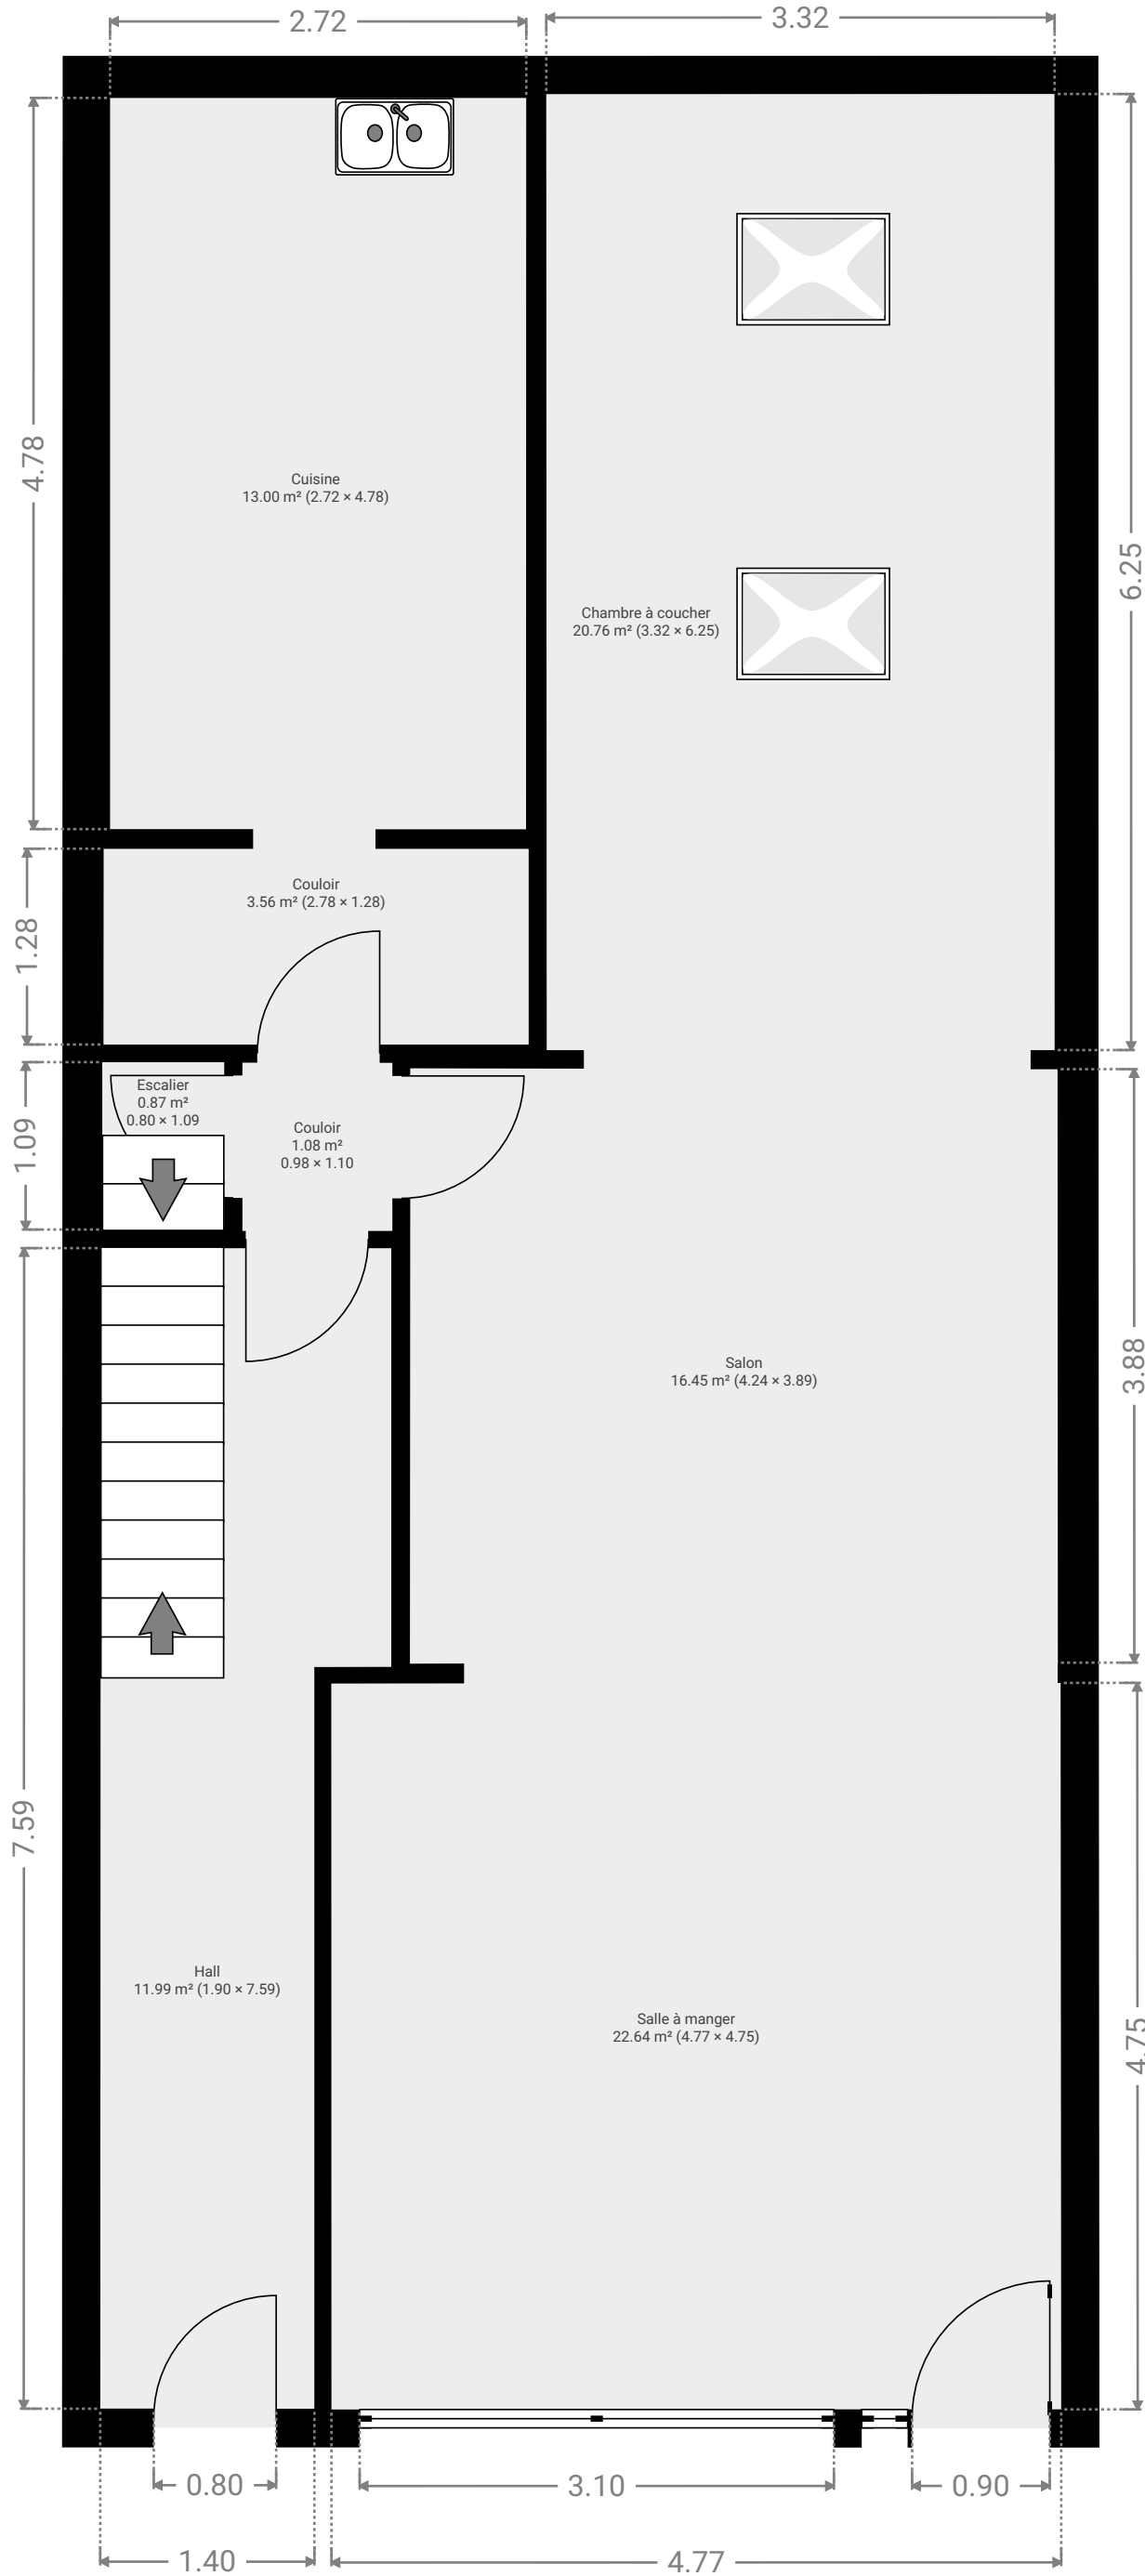 2.72
3.32
4.78
6.25
Cuisine
13.00 m² (2.72 × 4.78)
Chambre à coucher
20.76 m² (3.32 × 6.25)
Couloir
3.56 m² (2.78 × 1.28)
1.28
Escalier
0.87 m²
0.80 × 1.09
1.09
Couloir
1.08 m²
0.98 × 1.10
Salon
16.45 m² (4.24 × 3.89)
3.88
7.59
Hall
11.99 m² (1.90 × 7.59)
Salle à manger
22.64 m² (4.77 × 4.75)
4.75
0.80
3.10
0.90
1.40
4.77